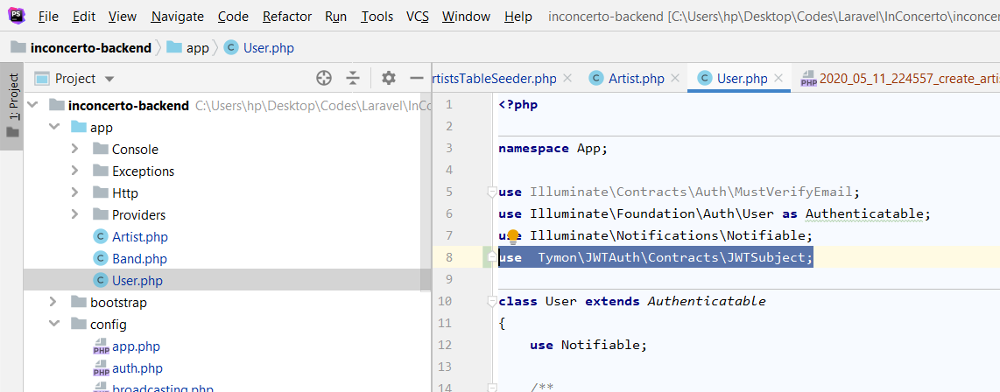 PS File Edit View Navigate Code Refactor Run Tools VCS Window Help inconcerto-backend [C:\Users\hp\Desktop\Codes\Laravel\InConcerto\inconcer
inconcerto-backend app User.php
1: Project
Project
rtistsTableSeeder.php Artist.php User.php 2020_05_11_224557_create_artis
inconcerto-backend C:\Users\hp\Desktop\Codes\Laravel\InCo
app
Console
Exceptions
Http
Providers
Artist.php
Band.php
User.php
bootstrap
config
app.php
auth.php
broadcasting.php
1 <?php
2
3 namespace App;
4
5 use Illuminate\Contracts\Auth\MustVerifyEmail;
6 use Illuminate\Foundation\Auth\User as Authenticatable;
7 use Illuminate\Notifications\Notifiable;
8 use  Tymon\JWTAuth\Contracts\JWTSubject;
9
10 class User extends Authenticatable
11 {
12 use Notifiable;
13
14 /**